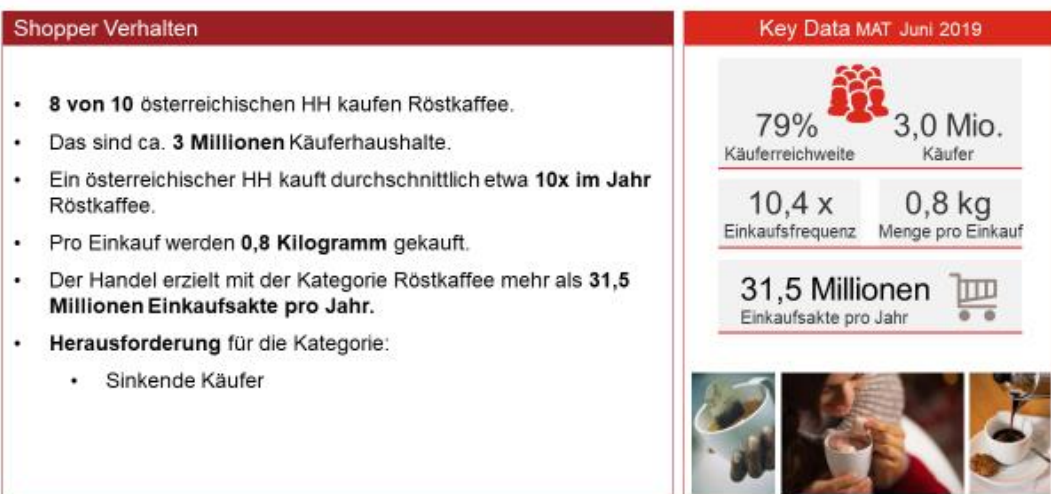 Shopper Verhalten
• 8 von 10 österreichischen HH kaufen Röstkaffee.
• Das sind ca. 3 Millionen Käuferhaushalte.
• Ein österreichischer HH kauft durchschnittlich etwa 10x im Jahr
Röstkaffee.
• Pro Einkauf werden 0,8 Kilogramm gekauft.
• Der Handel erzielt mit der Kategorie Röstkaffee mehr als 31,5
Millionen Einkaufsakte pro Jahr.
• Herausforderung für die Kategorie:
• Sinkende Käufer
Key Data MAT Juni 2019
79% 3,0 Mio.
Käuferreichweite Käufer
10,4 x 0,8 kg
Einkaufsfrequenz Menge pro Einkauf
31,5 Millionen
Einkaufsakte pro Jahr